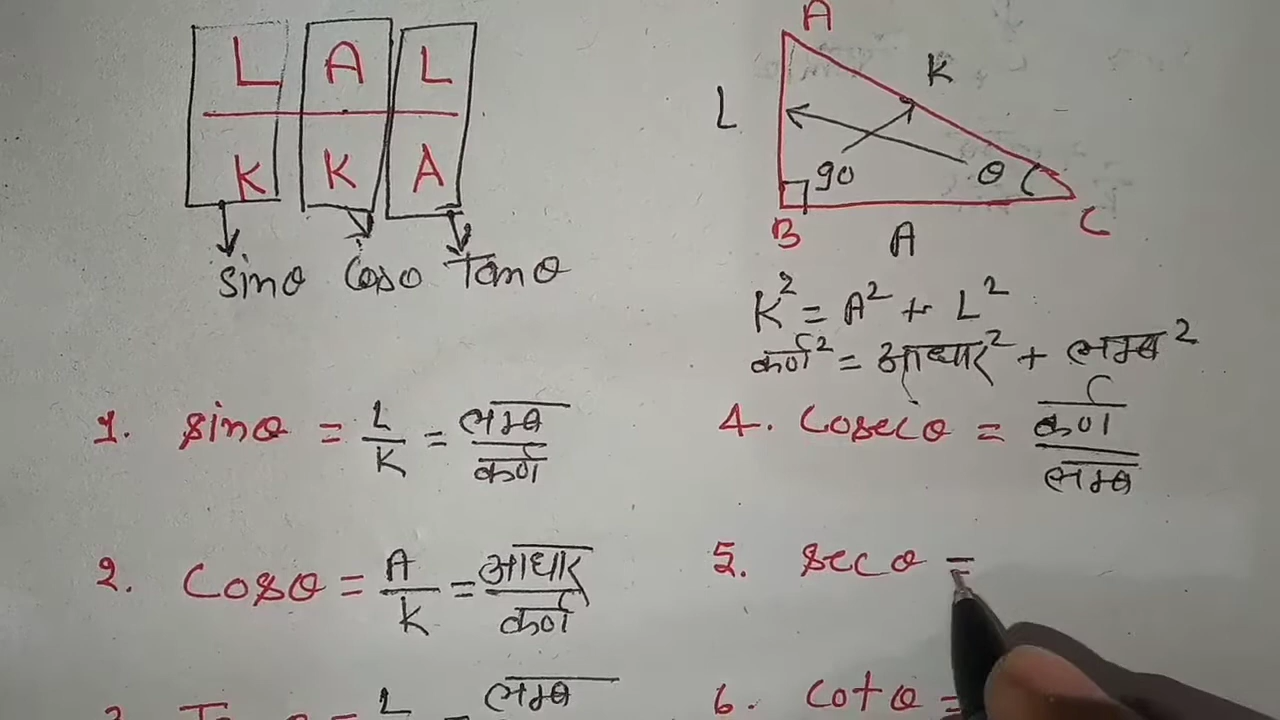 L A L
K K A
sinθ Cosθ Tanθ
A
K
L
90 θ
B
A
C
K² = A² + L²
कर्ण² = आधार² + लम्ब²
1. sinθ = L/K = लम्ब/कर्ण
2. Cosθ = A/K = आधार/कर्ण
L लम्ब
4. Cosecθ = कर्ण/लम्ब
5. secθ =
6. cotθ =